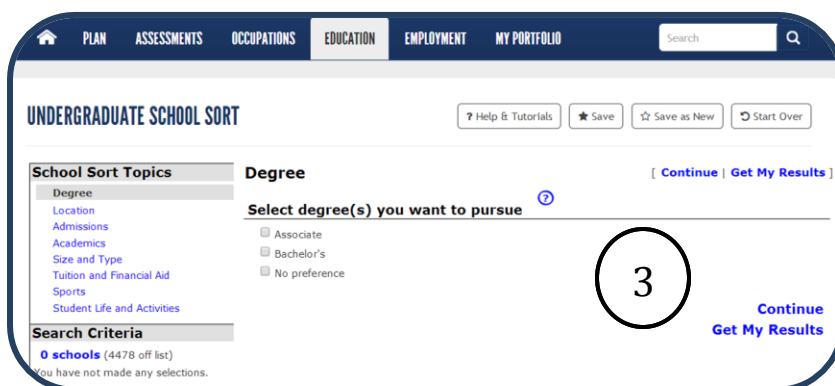 PLAN ASSESSMENTS OCCUPATIONS EDUCATION EMPLOYMENT MY PORTFOLIO Search
UNDERGRADUATE SCHOOL SORT
? Help & Tutorials ★ Save ☆ Save as New Start Over
School Sort Topics
Degree
Location
Admissions
Academics
Size and Type
Tuition and Financial Aid
Sports
Student Life and Activities
Search Criteria
0 schools (4478 off list)
You have not made any selections.
Degree
[ Continue | Get My Results ]
Select degree(s) you want to pursue ?
Associate
Bachelor's
No preference
3
Continue
Get My Results